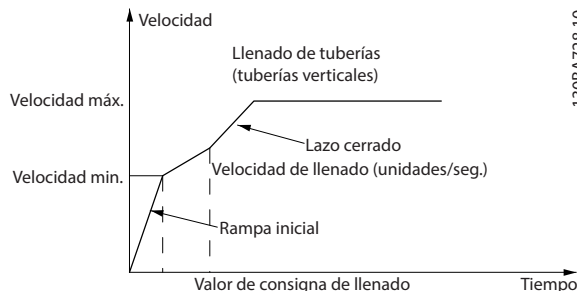 Velocidad
Llenado de tuberías
(tuberías verticales)
Velocidad máx.
Lazo cerrado
Velocidad de llenado (unidades/seg.)
Velocidad min.
Rampa inicial
Valor de consigna de llenado
Tiempo